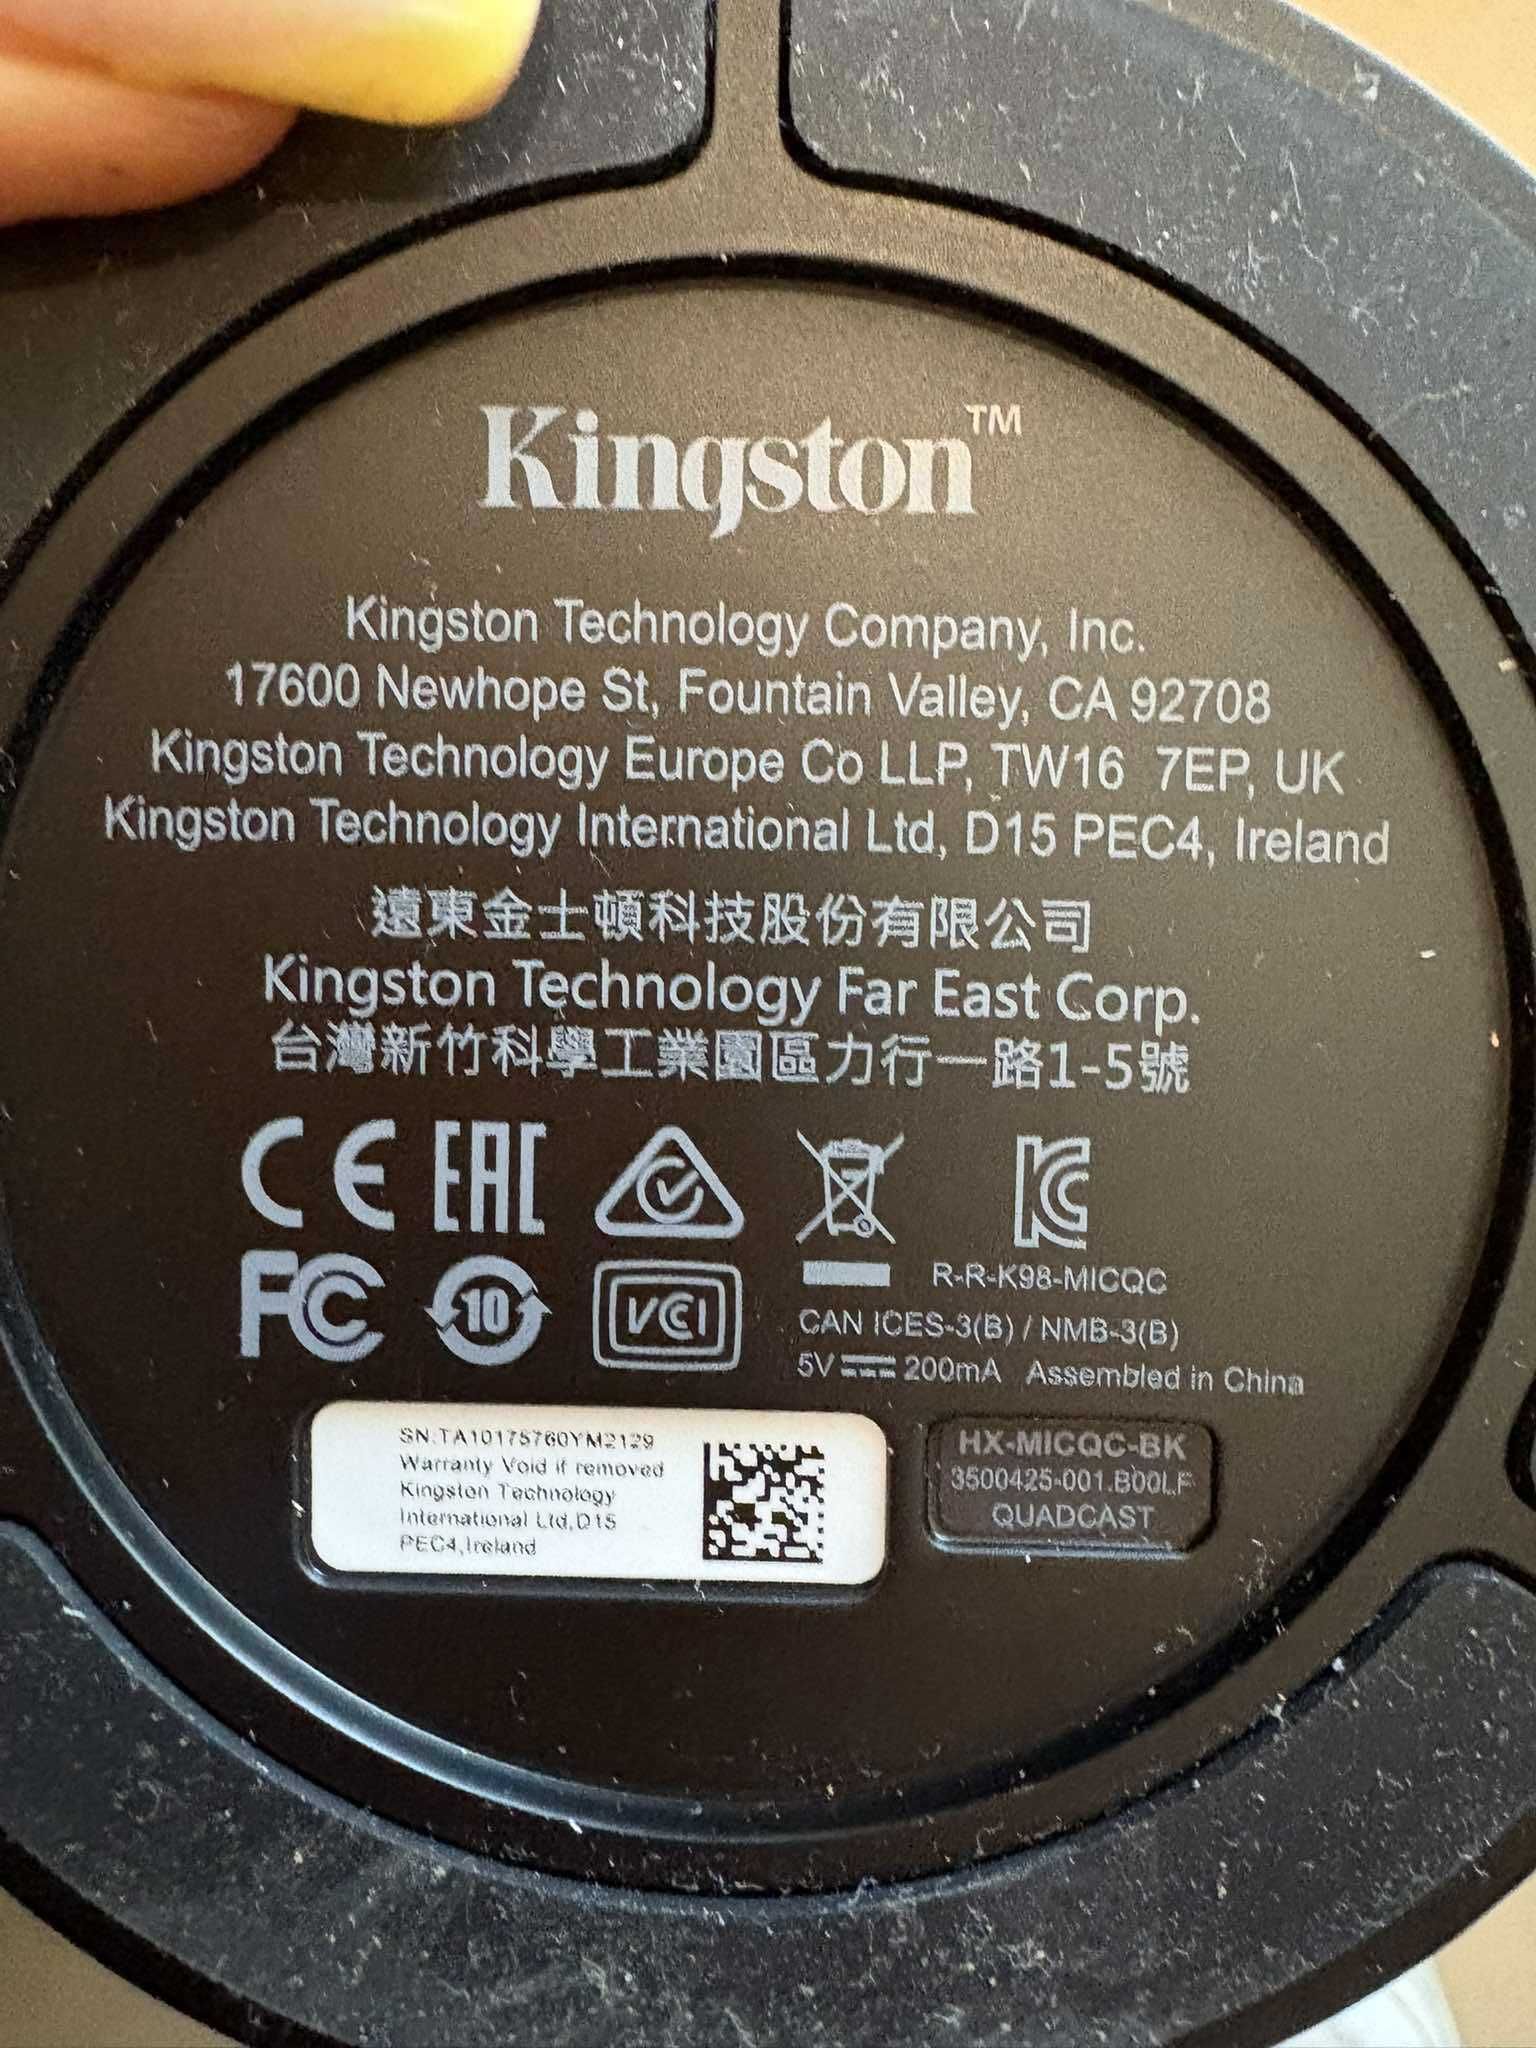 Kingston™
Kingston Technology Company, Inc.
17600 Newhope St, Fountain Valley, CA 92708
Kingston Technology Europe Co LLP, TW16 7EP, UK
Kingston Technology International Ltd, D15 PEC4, Ireland
遠東金士頓科技股份有限公司
Kingston Technology Far East Corp.
台灣新竹科學工業園區力行一路1-5號
CE EAC KC
FC 10 VCCI
R-R-K98-MICQC
CAN ICES-3(B) / NMB-3(B)
5V ⎓ 200mA Assembled in China
SN:TA10175760YM2129
Warranty Void if removed
Kingston Technology
International Ltd,D15
PEC4,Ireland
HX-MICQC-BK
3500425-001.B00LF
QUADCAST